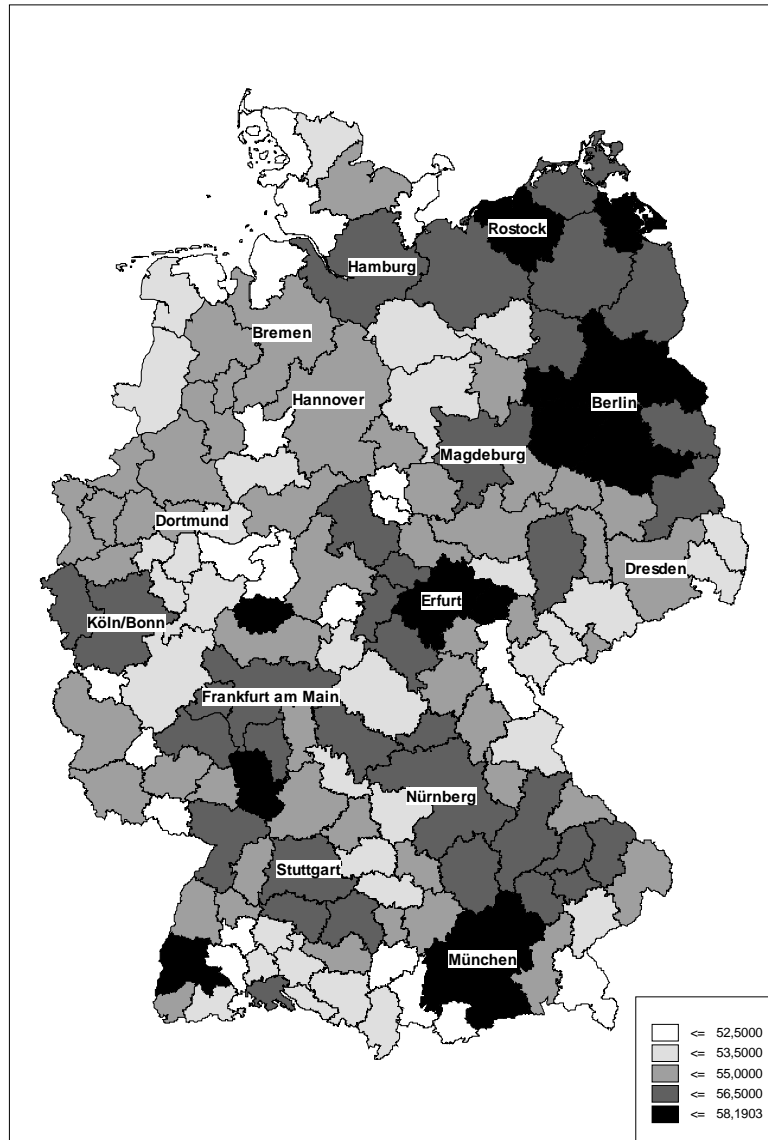 Rostock
Hamburg
Bremen
Hannover
Berlin
Magdeburg
Dortmund
Dresden
Erfurt
Köln/Bonn
Frankfurt am Main
Nürnberg
Stuttgart
München
<= 52,5000
<= 53,5000
<= 55,0000
<= 56,5000
<= 58,1903